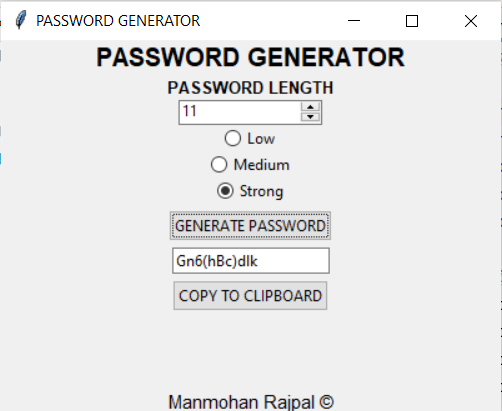 PASSWORD GENERATOR
PASSWORD GENERATOR
PASSWORD LENGTH
11
Low
Medium
Strong
GENERATE PASSWORD
Gn6(hBc)dlk
COPY TO CLIPBOARD
Manmohan Rajpal ©